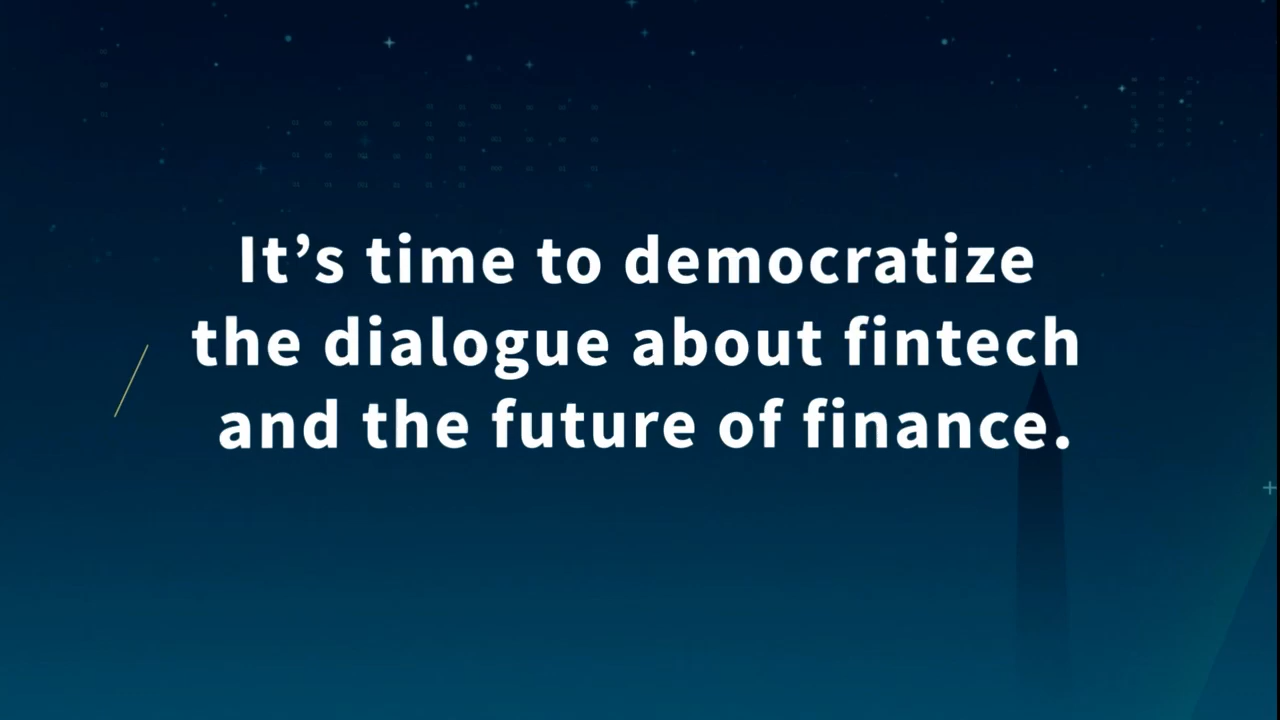 It’s time to democratize
the dialogue about fintech
and the future of finance.